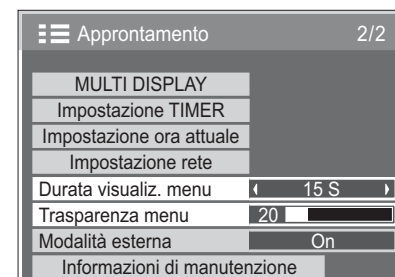 Approntamento 2/2
MULTI DISPLAY
Impostazione TIMER
Impostazione ora attuale
Impostazione rete
Durata visualiz. menu 15 S
Trasparenza menu 20
Modalità esterna On
Informazioni di manutenzione